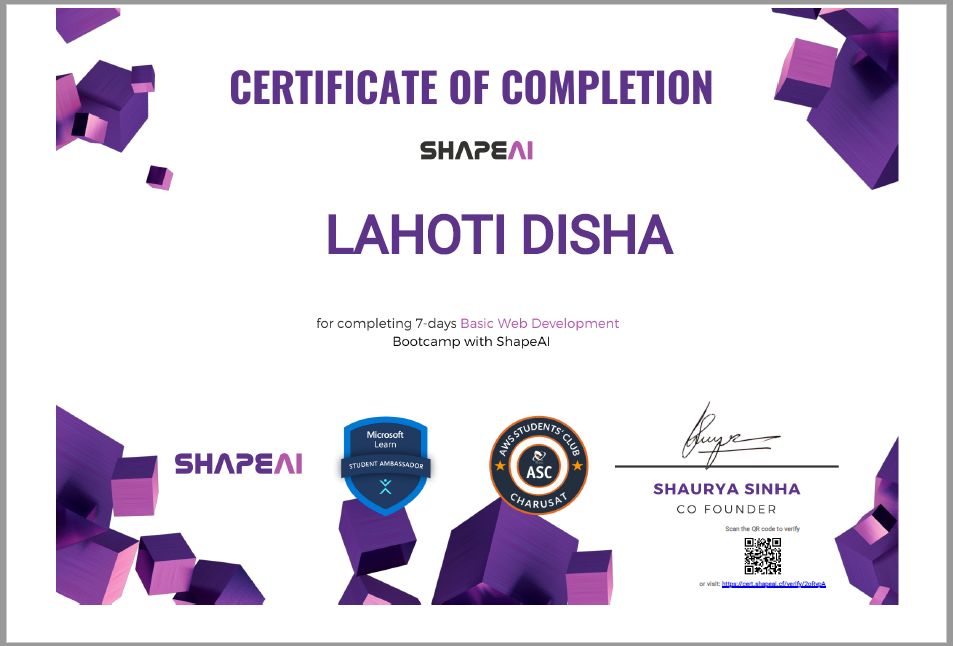 CERTIFICATE OF COMPLETION
SHAPEAI
LAHOTI DISHA
for completing 7-days Basic Web Development
Bootcamp with ShapeAI
SHAPEAI
Microsoft
Learn
STUDENT AMBASSADOR
AWS STUDENTS' CLUB
ASC
CHARUSAT
SHAURYA SINHA
CO FOUNDER
Scan the QR code to verify
or visit: https://cert.shapeai.cf/verify/2oRvpA